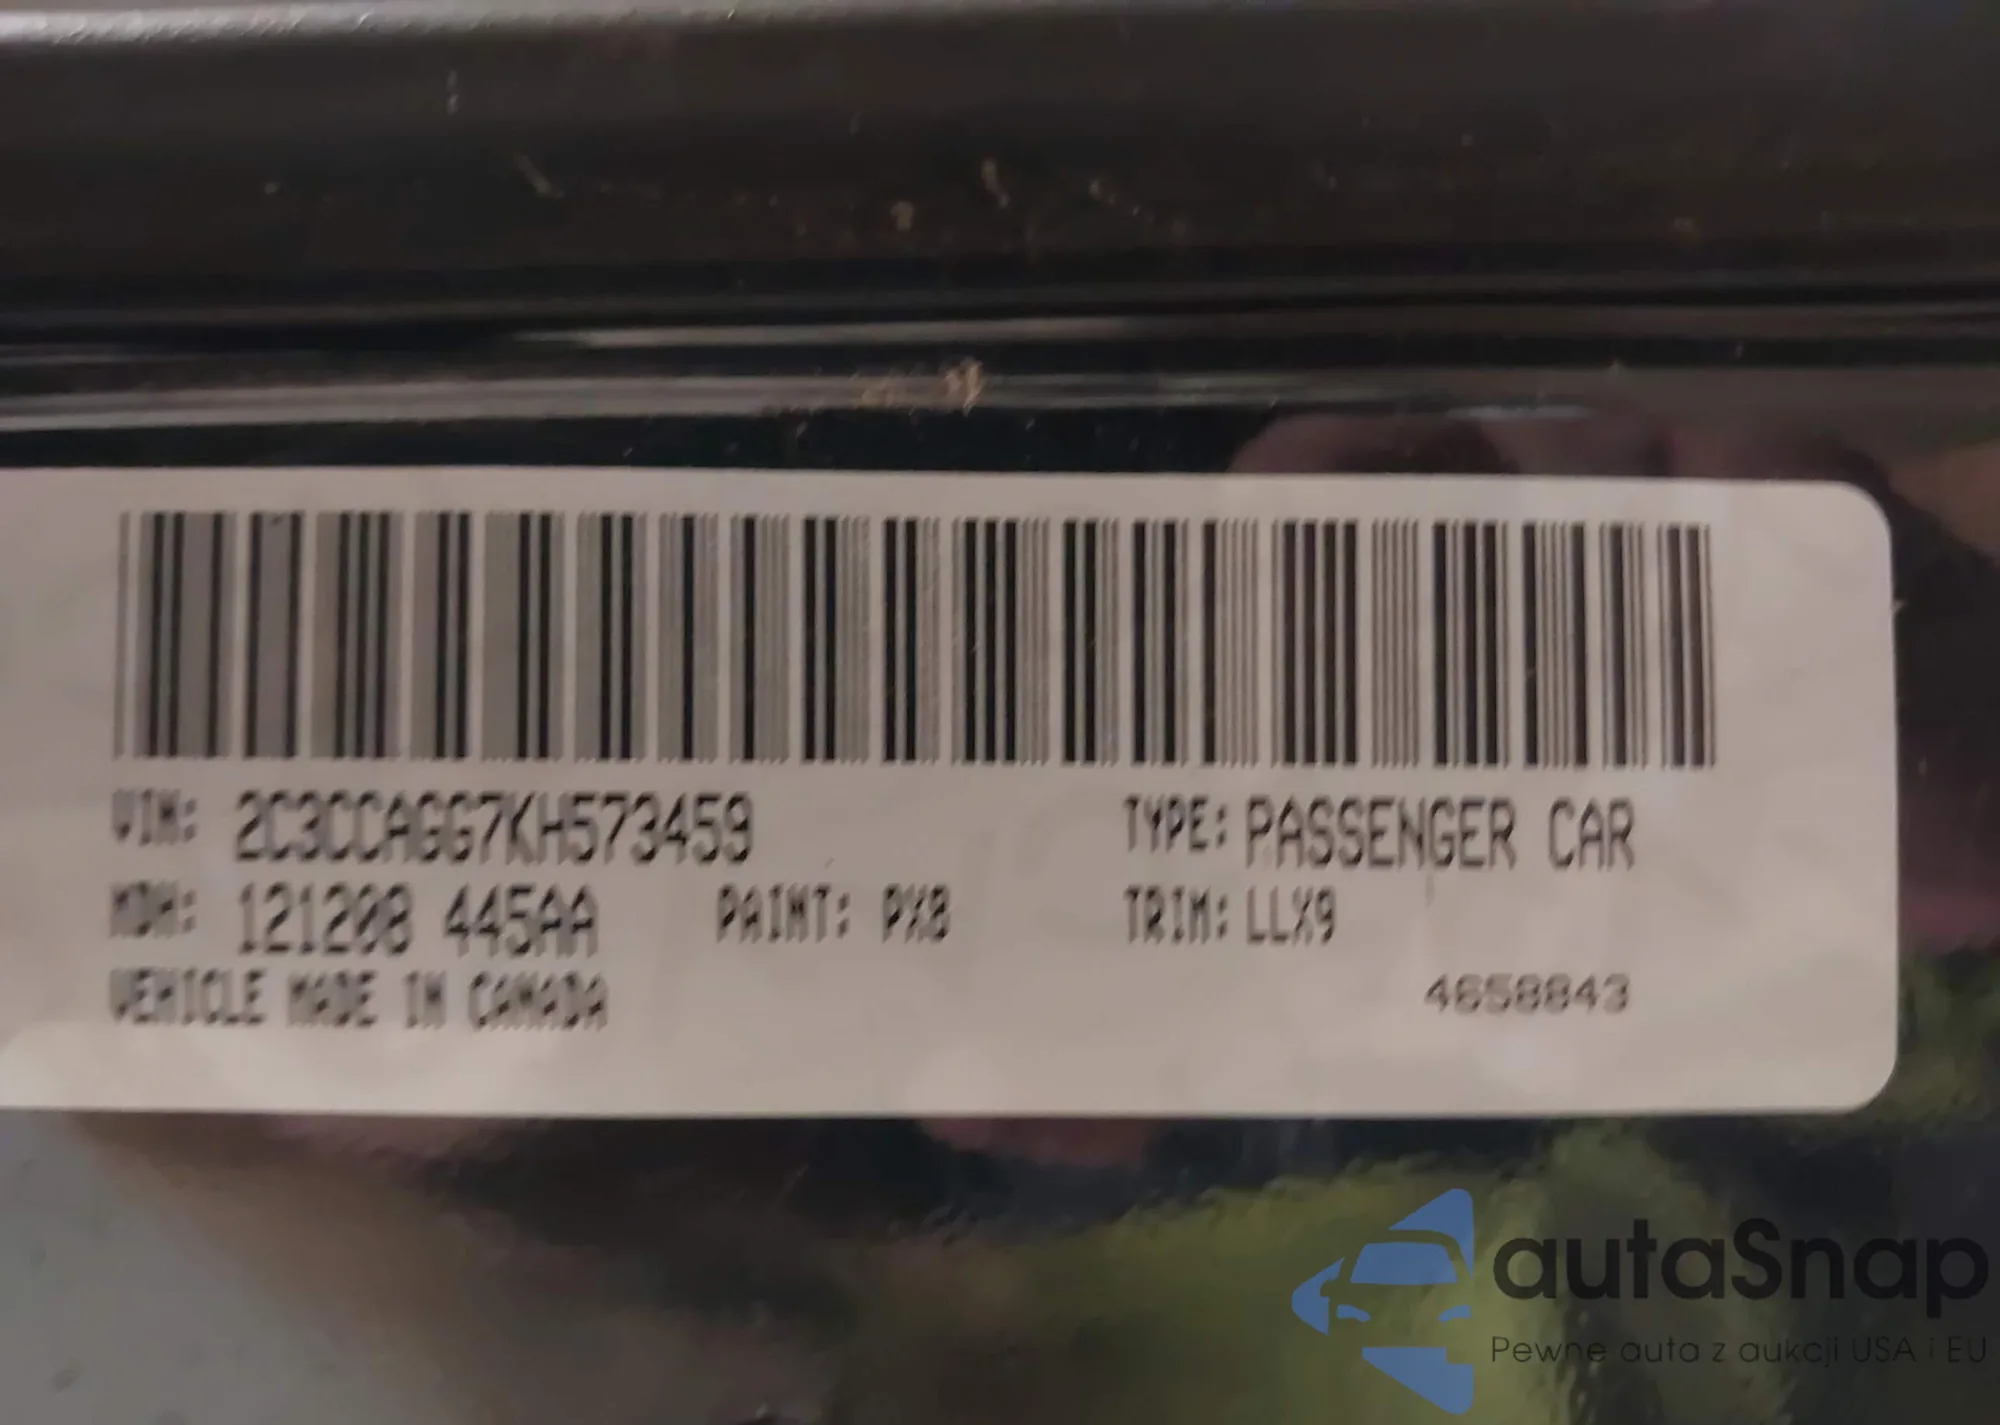 VIN: 2C3CCAGG7KH573459 TYPE: PASSENGER CAR
MDH: 121208 445AA PAINT: PX8 TRIM: LLX9
VEHICLE MADE IN CANADA 4658843
autaSnap
Pewne auta z aukcji USA i EU